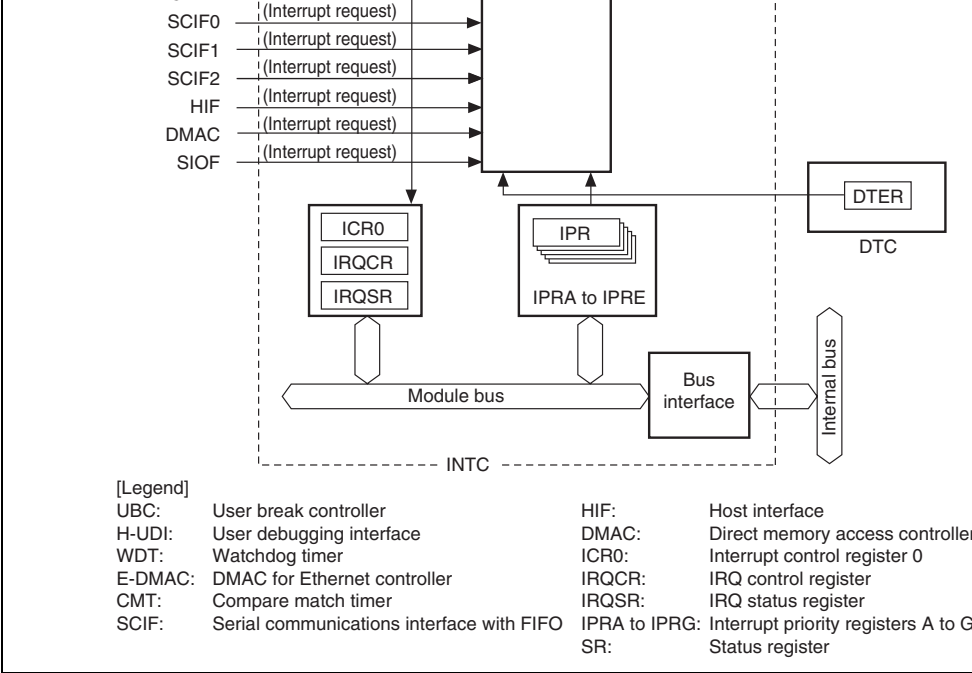 (Interrupt request)
SCIF0
(Interrupt request)
SCIF1
(Interrupt request)
SCIF2
(Interrupt request)
HIF
(Interrupt request)
DMAC
(Interrupt request)
SIOF
DTER
DTC
ICR0
IRQCR
IRQSR
IPR
IPRA to IPRE
Module bus
Bus
interface
Internal bus
INTC
[Legend]
UBC: User break controller
H-UDI: User debugging interface
WDT: Watchdog timer
E-DMAC: DMAC for Ethernet controller
CMT: Compare match timer
SCIF: Serial communications interface with FIFO
HIF: Host interface
DMAC: Direct memory access controller
ICR0: Interrupt control register 0
IRQCR: IRQ control register
IRQSR: IRQ status register
IPRA to IPRG: Interrupt priority registers A to G
SR: Status register